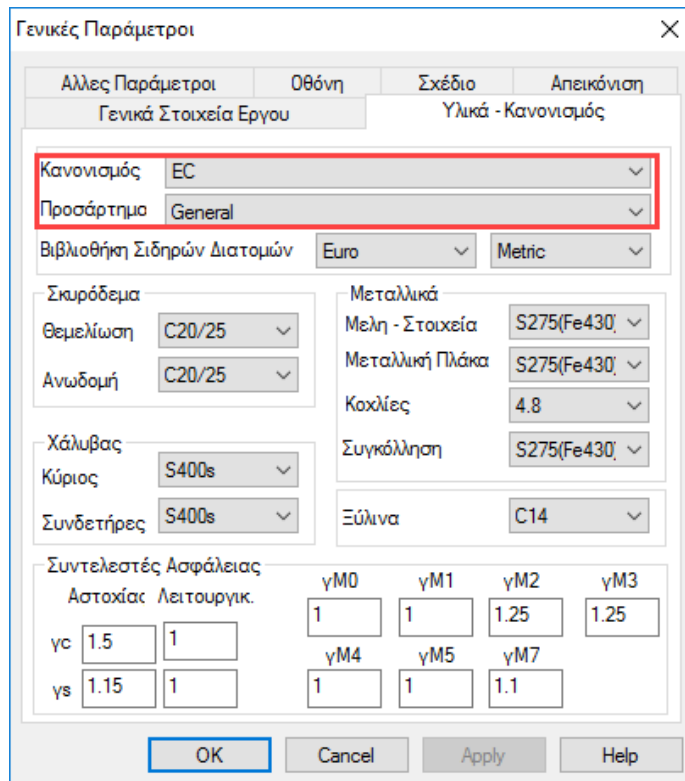 Γενικές Παράμετροι
Αλλες Παράμετροι Οθόνη Σχέδιο Απεικόνιση
Γενικά Στοιχεία Εργου Υλικά - Κανονισμός
Κανονισμός EC
Προσάρτημα General
Βιβλιοθήκη Σιδηρών Διατομών Euro Metric
Σκυρόδεμα
Θεμελίωση C20/25
Ανωδομή C20/25
Μεταλλικά
Μελη - Στοιχεία S275(Fe430)
Μεταλλική Πλάκα S275(Fe430)
Κοχλίες 4.8
Συγκόλληση S275(Fe430)
Χάλυβας
Κύριος S400s
Συνδετήρες S400s
Ξύλινα C14
Συντελεστές Ασφάλειας
Αστοχίας Λειτουργικ.
γc 1.5 1
γs 1.15 1
γM0 γM1 γM2 γM3
1 1 1.25 1.25
γM4 γM5 γM7
1 1 1.1
OK Cancel Apply Help